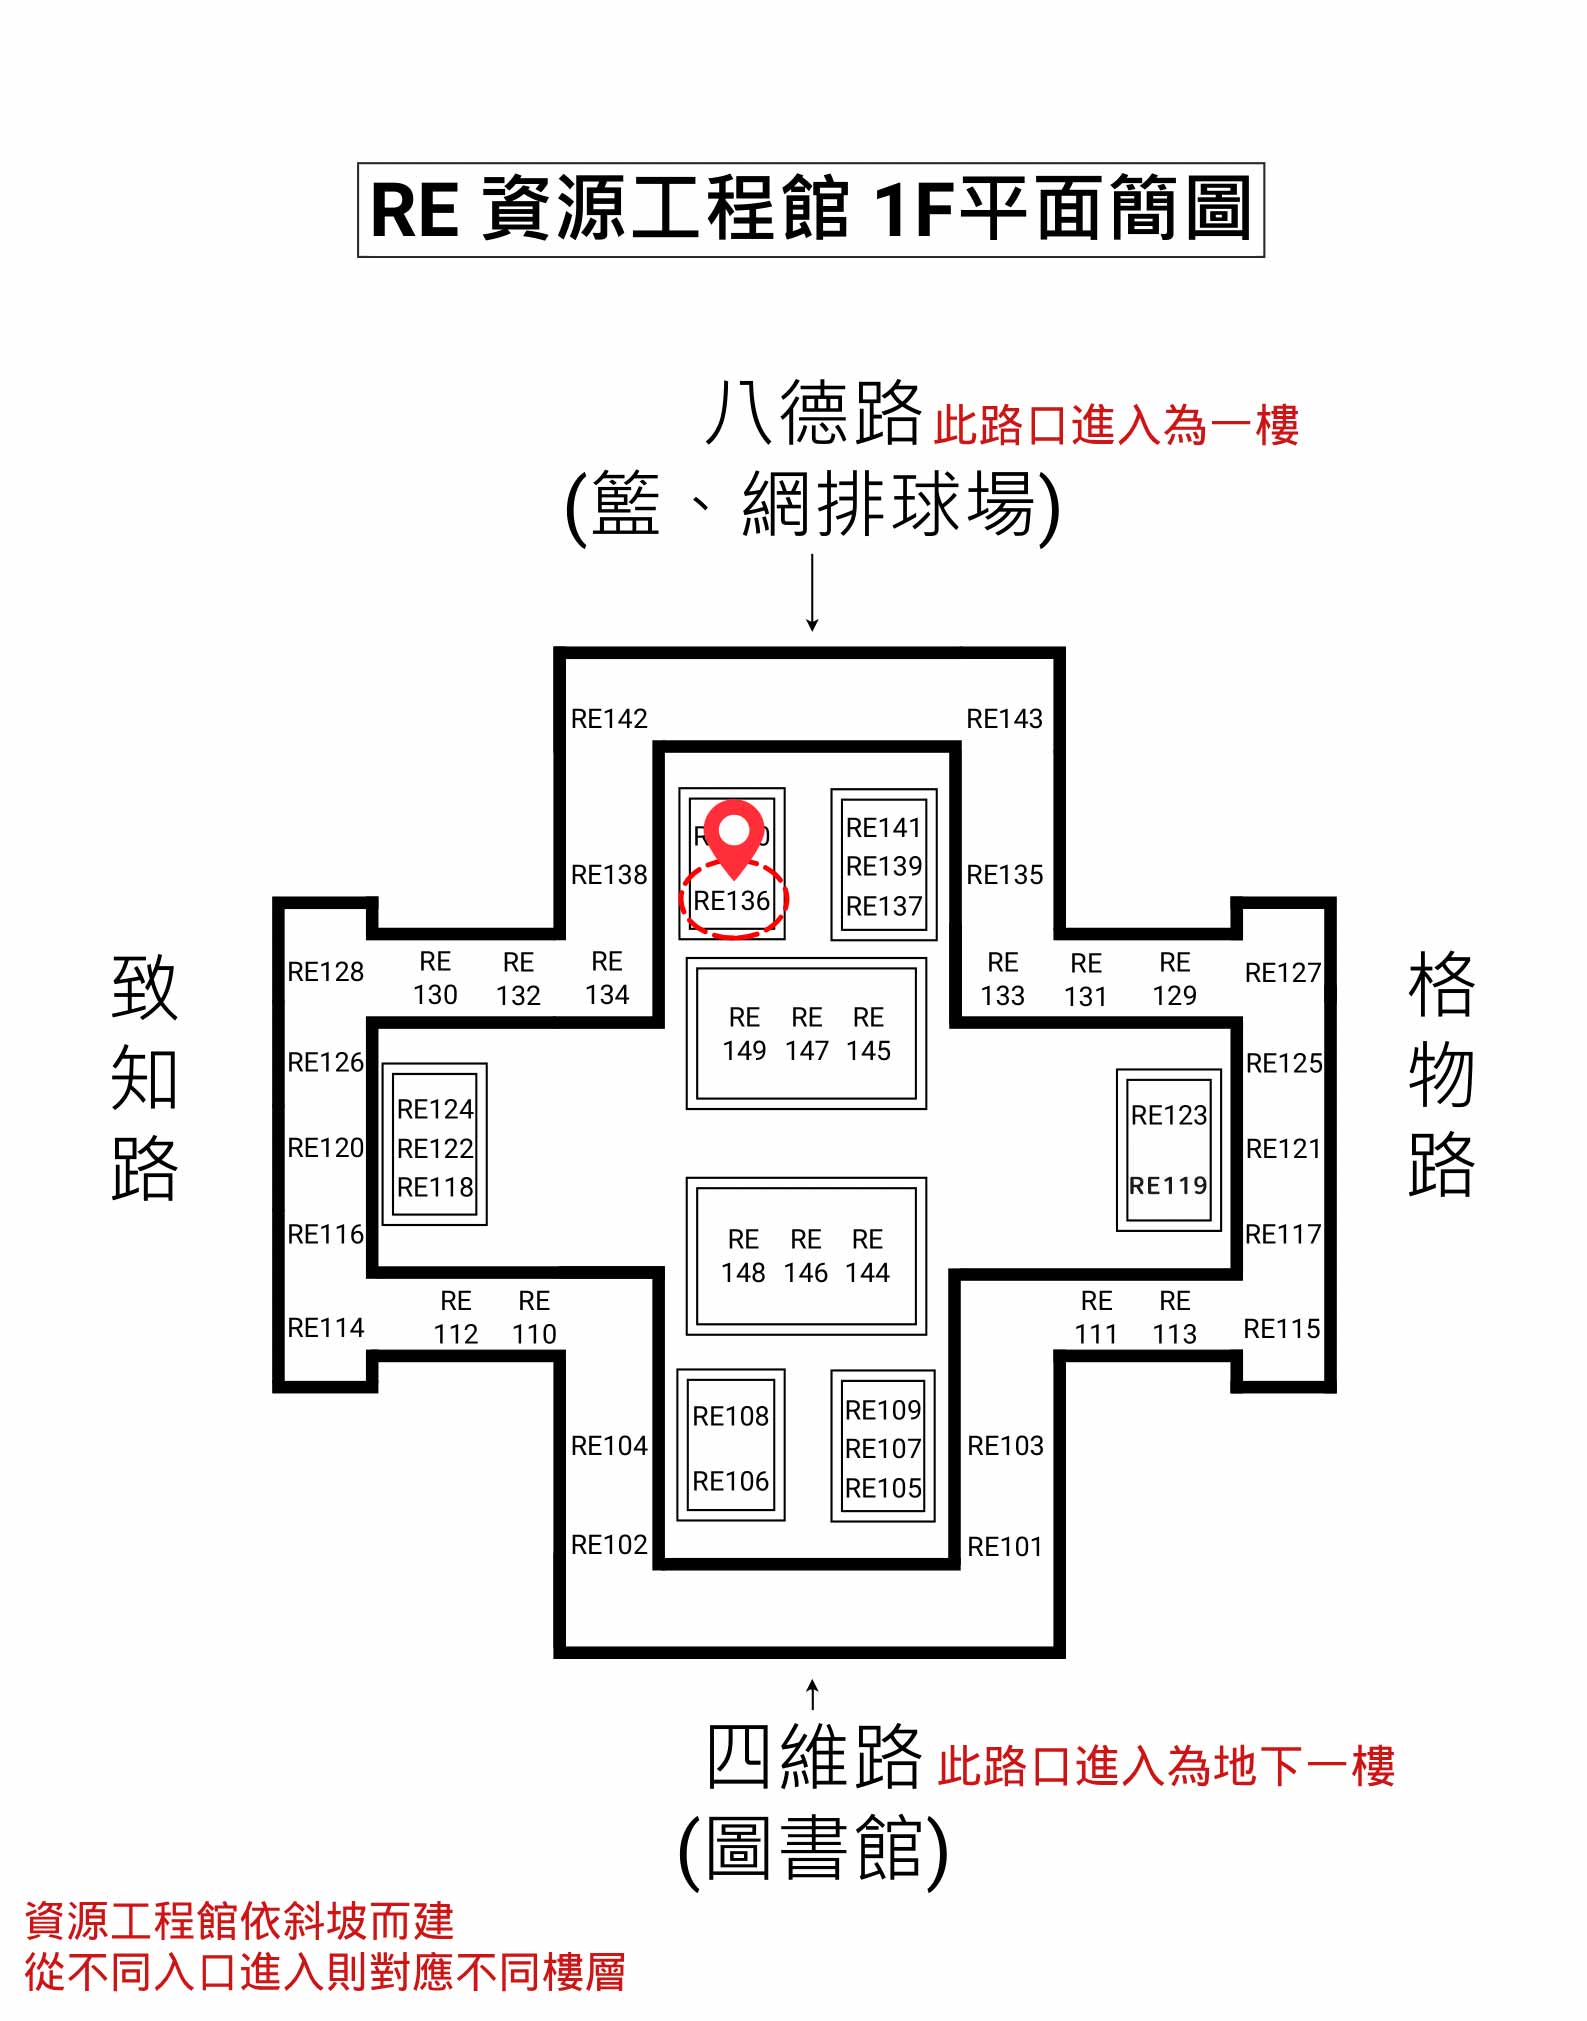 RE 資源工程館 1F平面簡圖
八德路 此路口進入為一樓
(籃、網排球場)
RE142
RE143
RE141
RE139
RE137
RE138
RE136
RE135
RE128
RE 130
RE 132
RE 134
RE 133
RE 131
RE 129
RE127
RE 149
RE 147
RE 145
致知路
格物路
RE126
RE125
RE124
RE122
RE118
RE123
RE119
RE120
RE121
RE116
RE117
RE 148
RE 146
RE 144
RE114
RE 112
RE 110
RE 111
RE 113
RE115
RE108
RE106
RE109
RE107
RE105
RE104
RE103
RE102
RE101
四維路 此路口進入為地下一樓
(圖書館)
資源工程館依斜坡而建
從不同入口進入則對應不同樓層